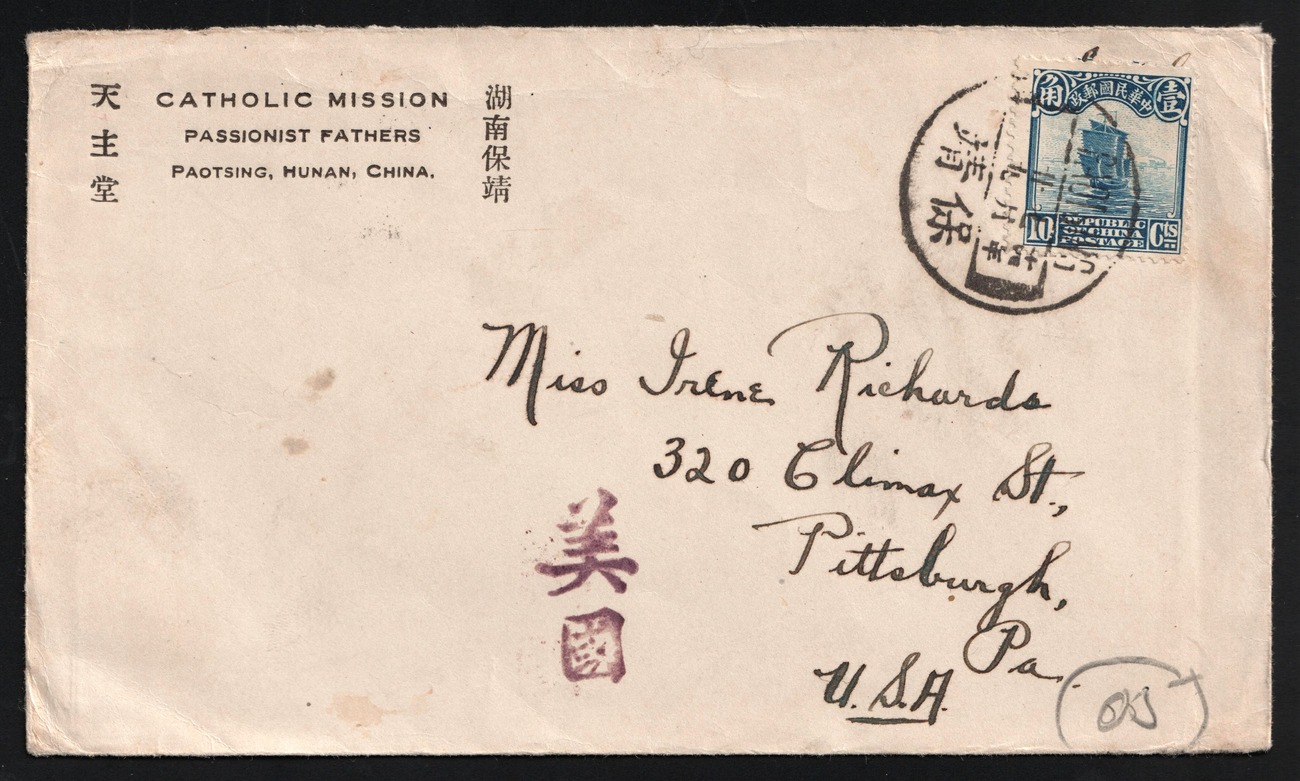 天主堂
CATHOLIC MISSION
PASSIONIST FATHERS
PAOTSING, HUNAN, CHINA.
湖南保靖
壹角
中華民國郵政
10 Cts
REPUBLIC
OF CHINA
POSTAGE
保靖
Miss Irene Richards
320 Climax St.,
Pittsburgh,
Pa.
U.S.A.
美國